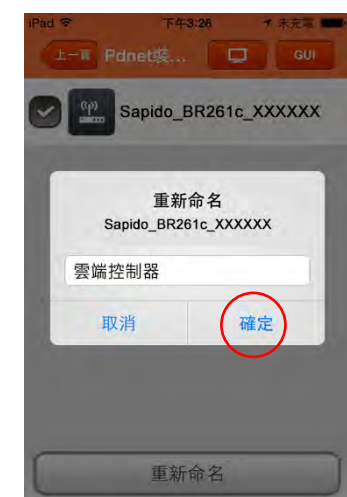 iPad 下午3:26 未充電
上一頁 Pdnet裝... GUI
Sapido_BR261c_XXXXXX
重新命名
Sapido_BR261c_XXXXXX
雲端控制器
取消 確定
重新命名